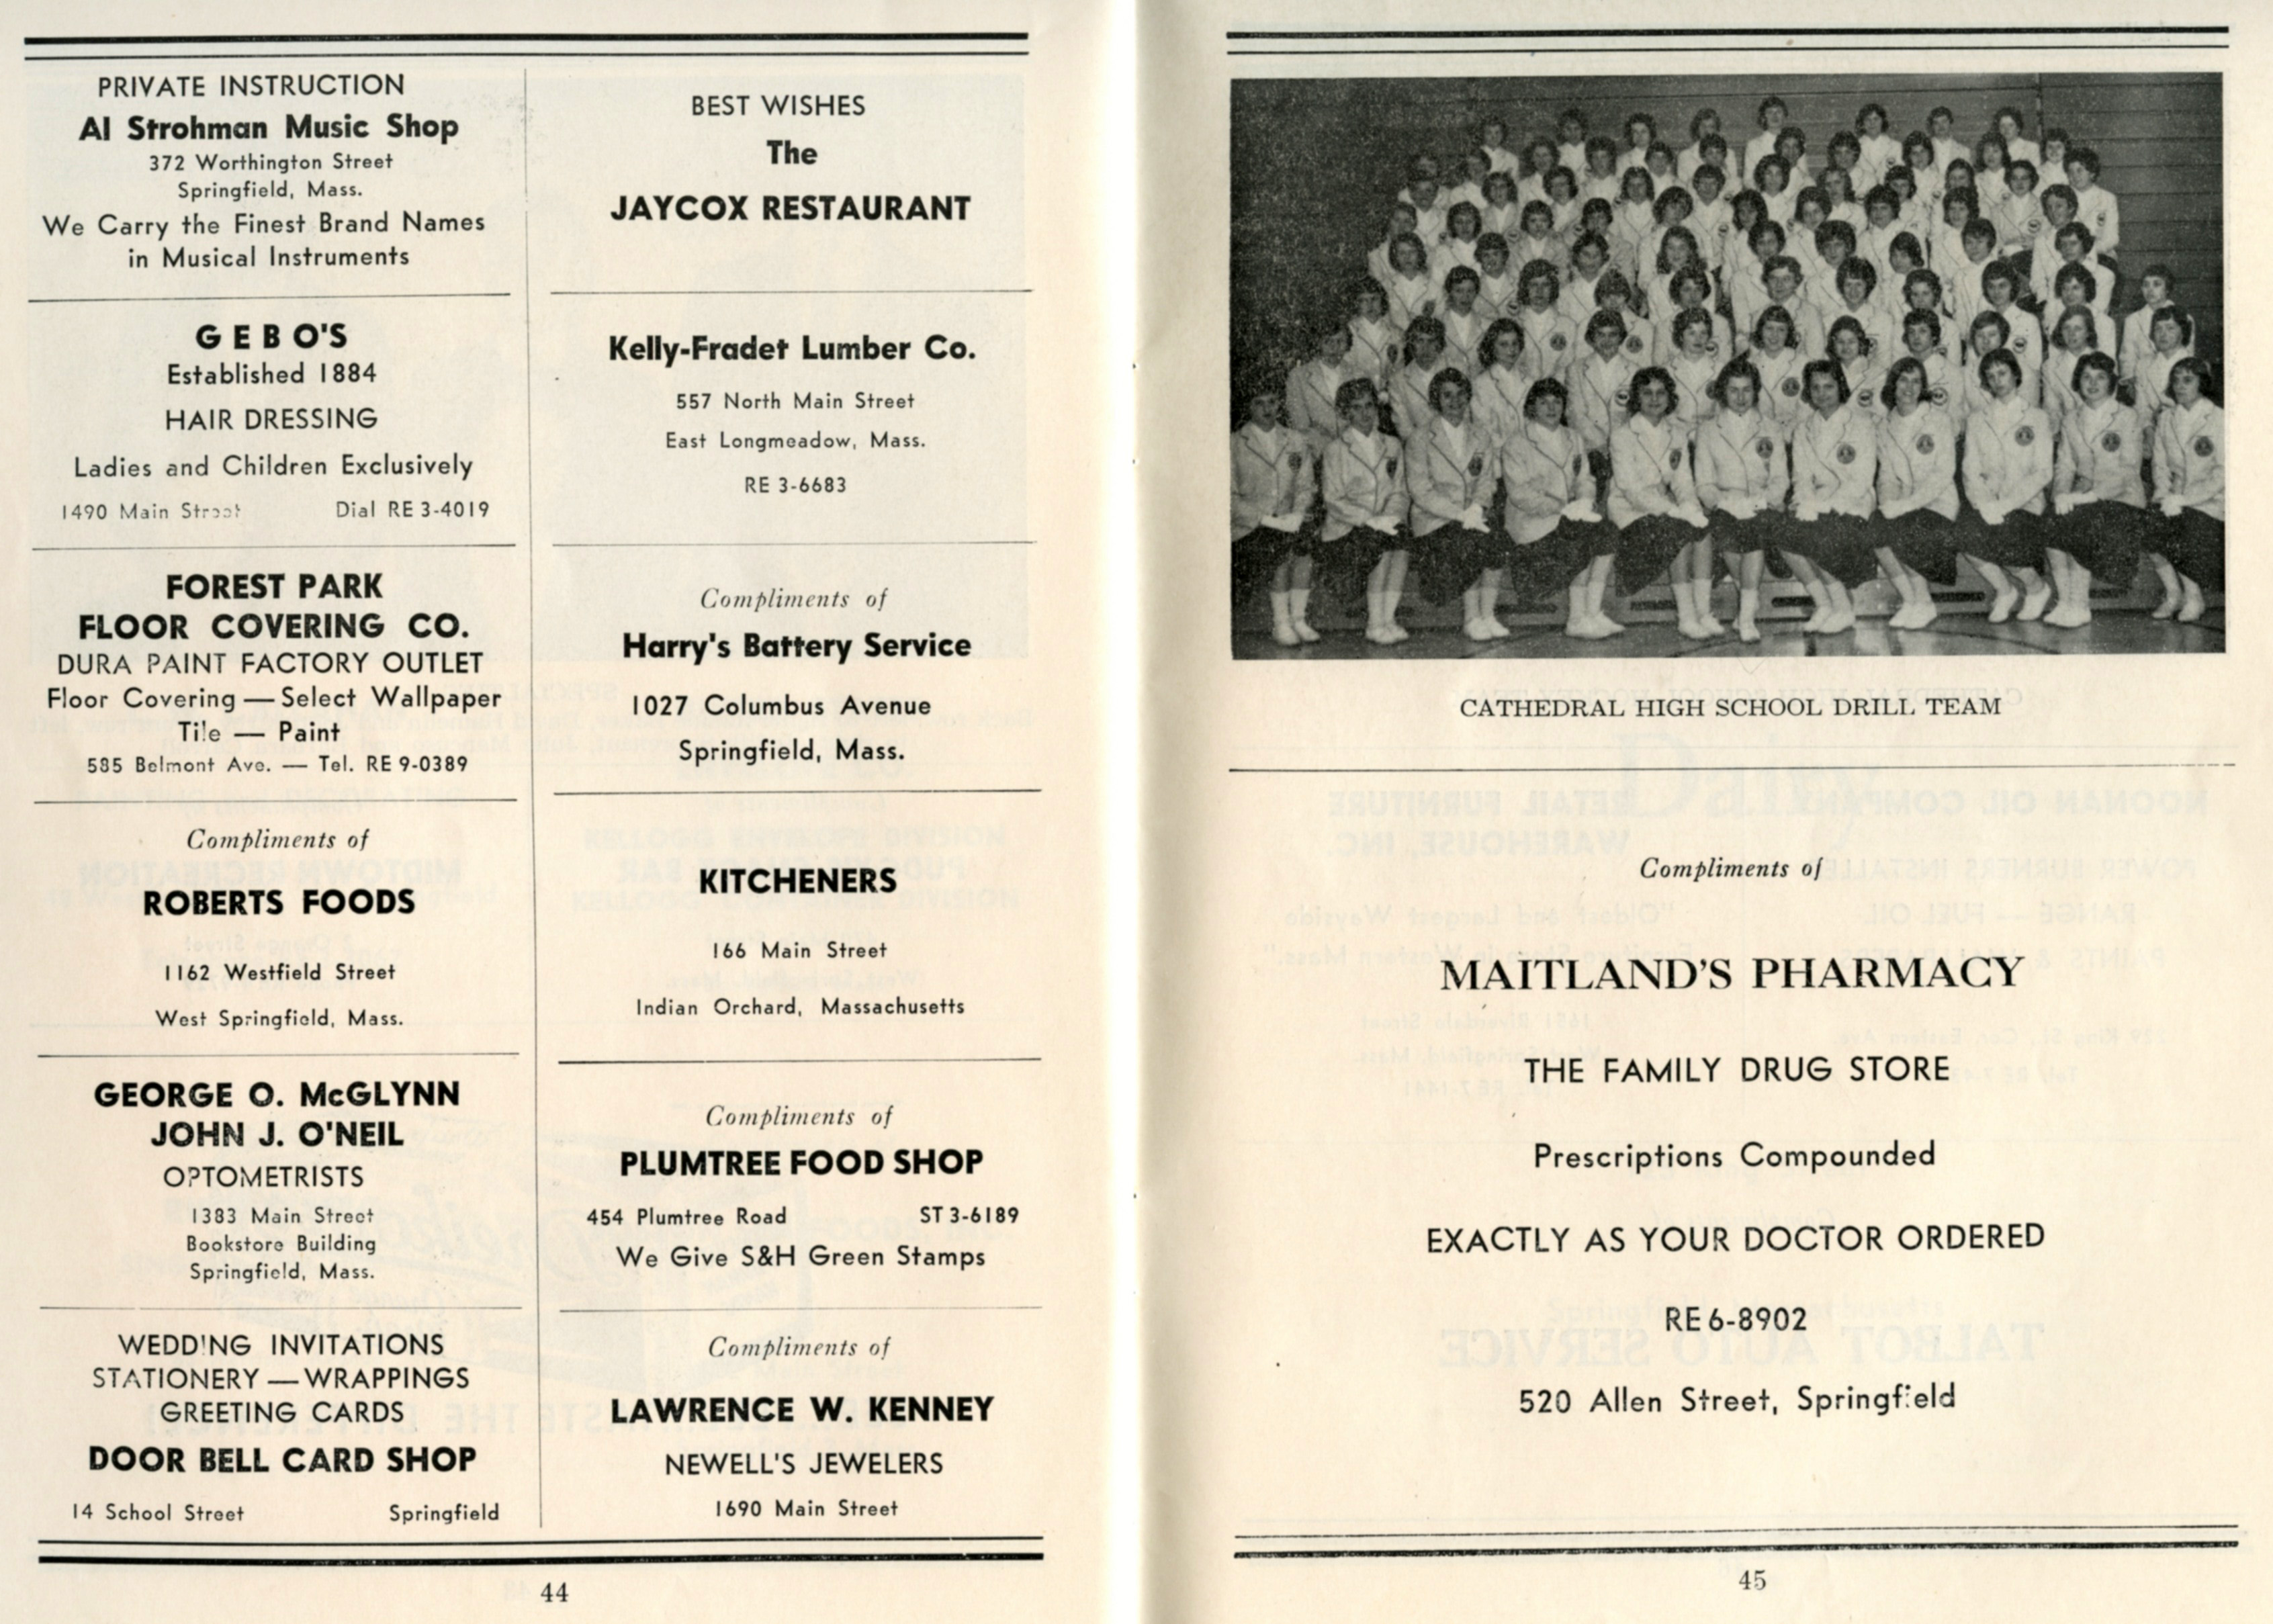 PRIVATE INSTRUCTION
Al Strohman Music Shop
372 Worthington Street
Springfield, Mass.
We Carry the Finest Brand Names
in Musical Instruments
GEBO'S
Established 1884
HAIR DRESSING
Ladies and Children Exclusively
1490 Main Street Dial RE 3-4019
FOREST PARK
FLOOR COVERING CO.
DURA PAINT FACTORY OUTLET
Floor Covering — Select Wallpaper
Tile — Paint
585 Belmont Ave. — Tel. RE 9-0389
Compliments of
ROBERTS FOODS
1162 Westfield Street
West Springfield, Mass.
GEORGE O. McGLYNN
JOHN J. O'NEIL
OPTOMETRISTS
1383 Main Street
Bookstore Building
Springfield, Mass.
WEDDING INVITATIONS
STATIONERY — WRAPPINGS
GREETING CARDS
DOOR BELL CARD SHOP
14 School Street Springfield
BEST WISHES
The
JAYCOX RESTAURANT
Kelly-Fradet Lumber Co.
557 North Main Street
East Longmeadow, Mass.
RE 3-6683
Compliments of
Harry's Battery Service
1027 Columbus Avenue
Springfield, Mass.
KITCHENERS
166 Main Street
Indian Orchard, Massachusetts
Compliments of
PLUMTREE FOOD SHOP
454 Plumtree Road ST 3-6189
We Give S&H Green Stamps
Compliments of
LAWRENCE W. KENNEY
NEWELL'S JEWELERS
1690 Main Street
44
CATHEDRAL HIGH SCHOOL DRILL TEAM
Compliments of
MAITLAND'S PHARMACY
THE FAMILY DRUG STORE
Prescriptions Compounded
EXACTLY AS YOUR DOCTOR ORDERED
RE 6-8902
520 Allen Street, Springfield
45